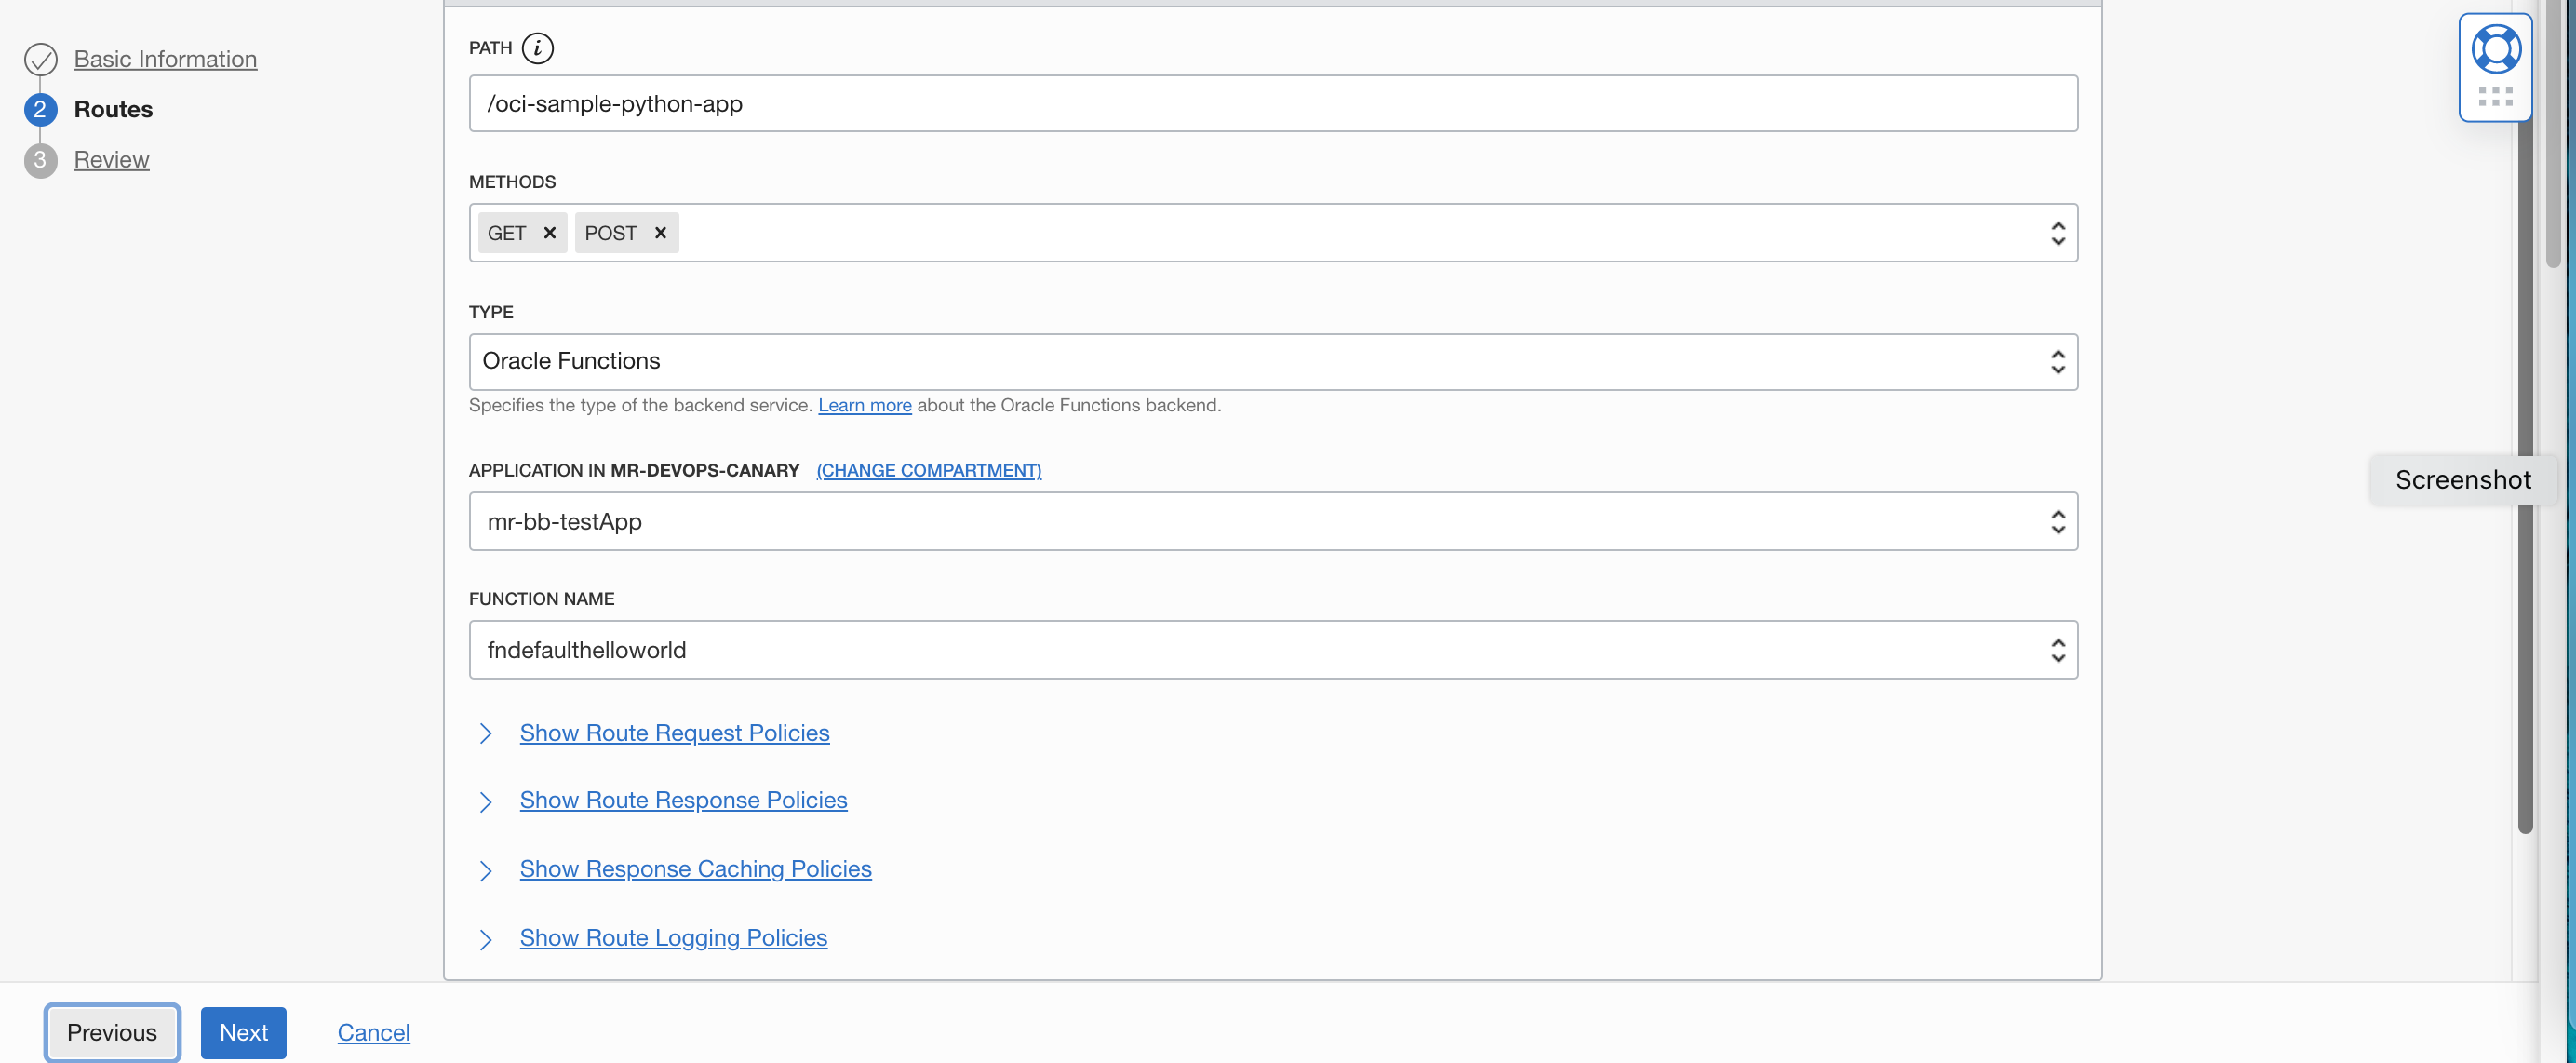 Basic Information
2 Routes
3 Review
PATH i
/oci-sample-python-app
METHODS
GET × POST ×
TYPE
Oracle Functions
Specifies the type of the backend service. Learn more about the Oracle Functions backend.
APPLICATION IN MR-DEVOPS-CANARY (CHANGE COMPARTMENT)
mr-bb-testApp
FUNCTION NAME
fndefaulthelloworld
Show Route Request Policies
Show Route Response Policies
Show Response Caching Policies
Show Route Logging Policies
Screenshot
Previous Next Cancel